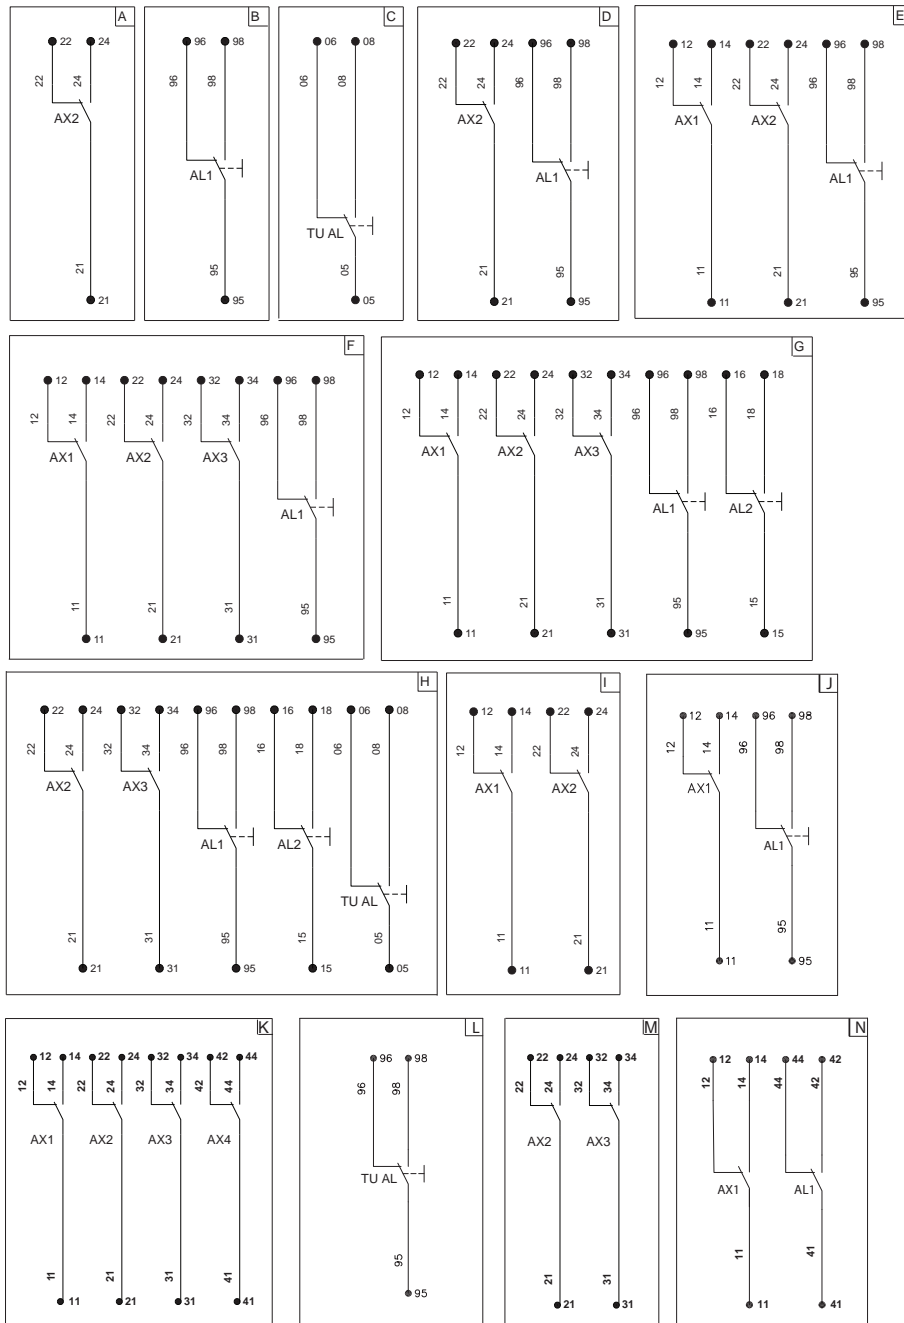 A
22 24
22 24
AX2
21
21
B
96 98
96 98
AL1
95
95
C
06 08
06 08
TU AL
05
05
D
22 24 96 98
22 24 96 98
AX2 AL1
21 95
21 95
E
12 14 22 24 96 98
12 14 22 24 96 98
AX1 AX2 AL1
11 21 95
11 21 95
F
12 14 22 24 32 34 96 98
12 14 22 24 32 34 96 98
AX1 AX2 AX3
AL1
11 21 31 95
11 21 31 95
G
12 14 22 24 32 34 96 98 16 18
12 14 22 24 32 34 96 98 16 18
AX1 AX2 AX3
AL1 AL2
11 21 31 95 15
11 21 31 95 15
H
22 24 32 34 96 98 16 18 06 08
22 24 32 34 96 98 16 18 06 08
AX2 AX3
AL1 AL2
TU AL
21 31 95 15 05
21 31 95 15 05
I
12 14 22 24
12 14 22 24
AX1 AX2
11 21
11 21
J
12 14 96 98
12 14 96 98
AX1
AL1
11 95
11 95
K
12 14 22 24 32 34 42 44
12 14 22 24 32 34 42 44
AX1 AX2 AX3 AX4
11 21 31 41
11 21 31 41
L
96 98
96 98
TU AL
95
95
M
22 24 32 34
22 24 32 34
AX2 AX3
21 31
21 31
N
12 14 44 42
12 14 44 42
AX1 AL1
11 41
11 41